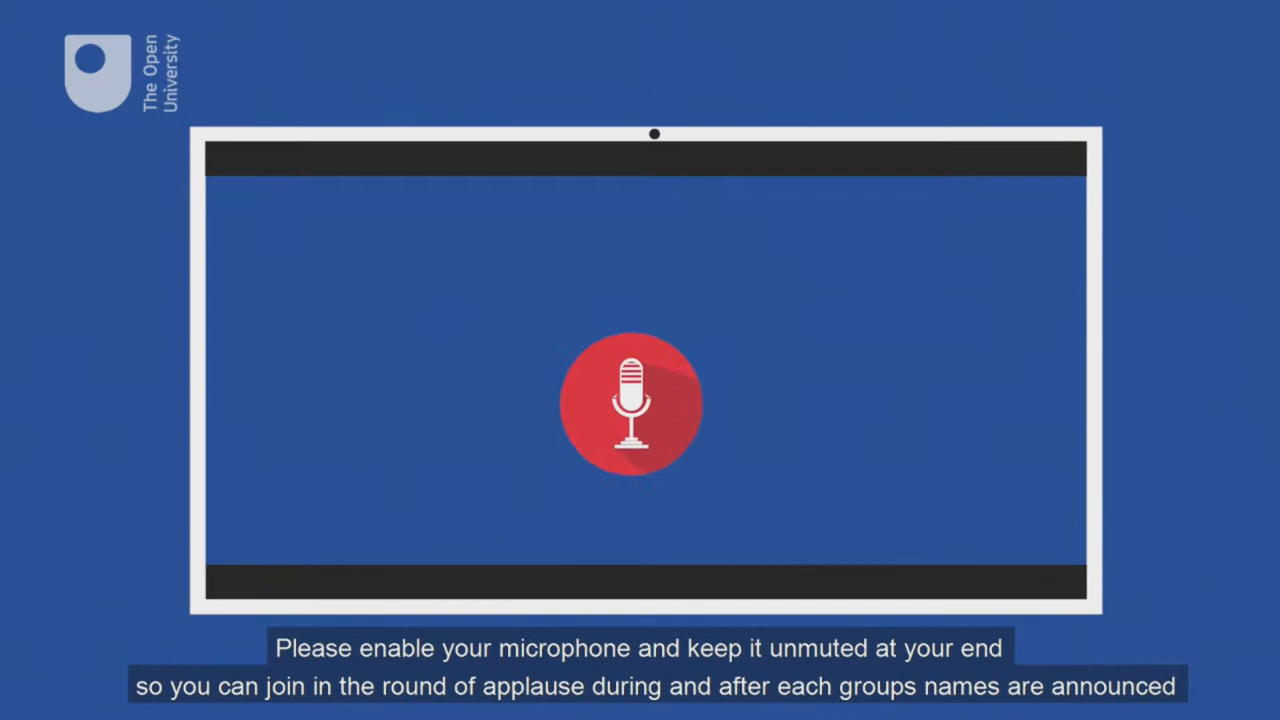 The Open
University
Please enable your microphone and keep it unmuted at your end
so you can join in the round of applause during and after each groups names are announced